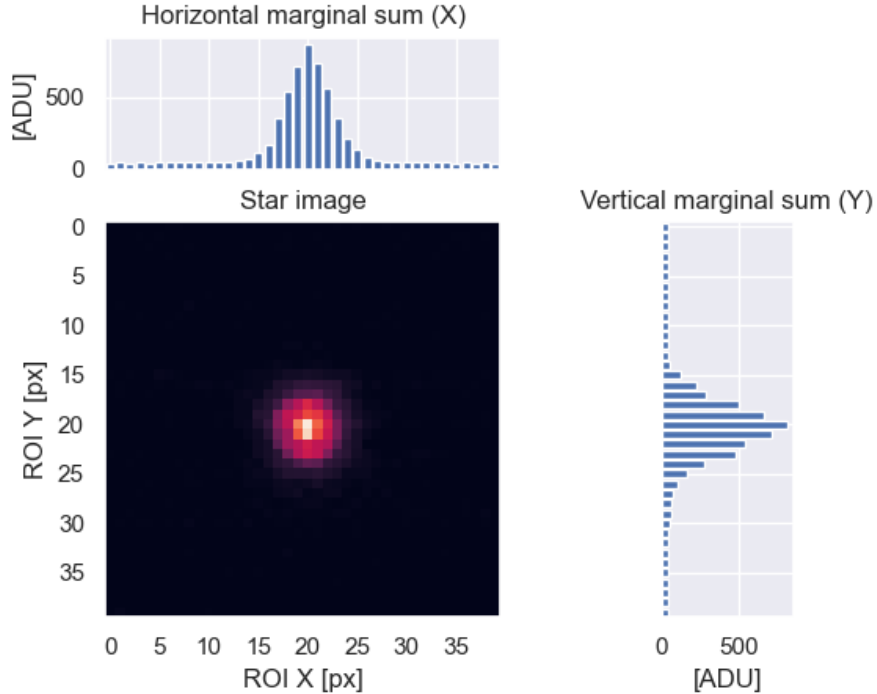 Horizontal marginal sum (X)
[ADU]
500
0
Star image
Vertical marginal sum (Y)
ROI Y [px]
0
5
10
15
20
25
30
35
0 5 10 15 20 25 30 35
ROI X [px]
0 500
[ADU]